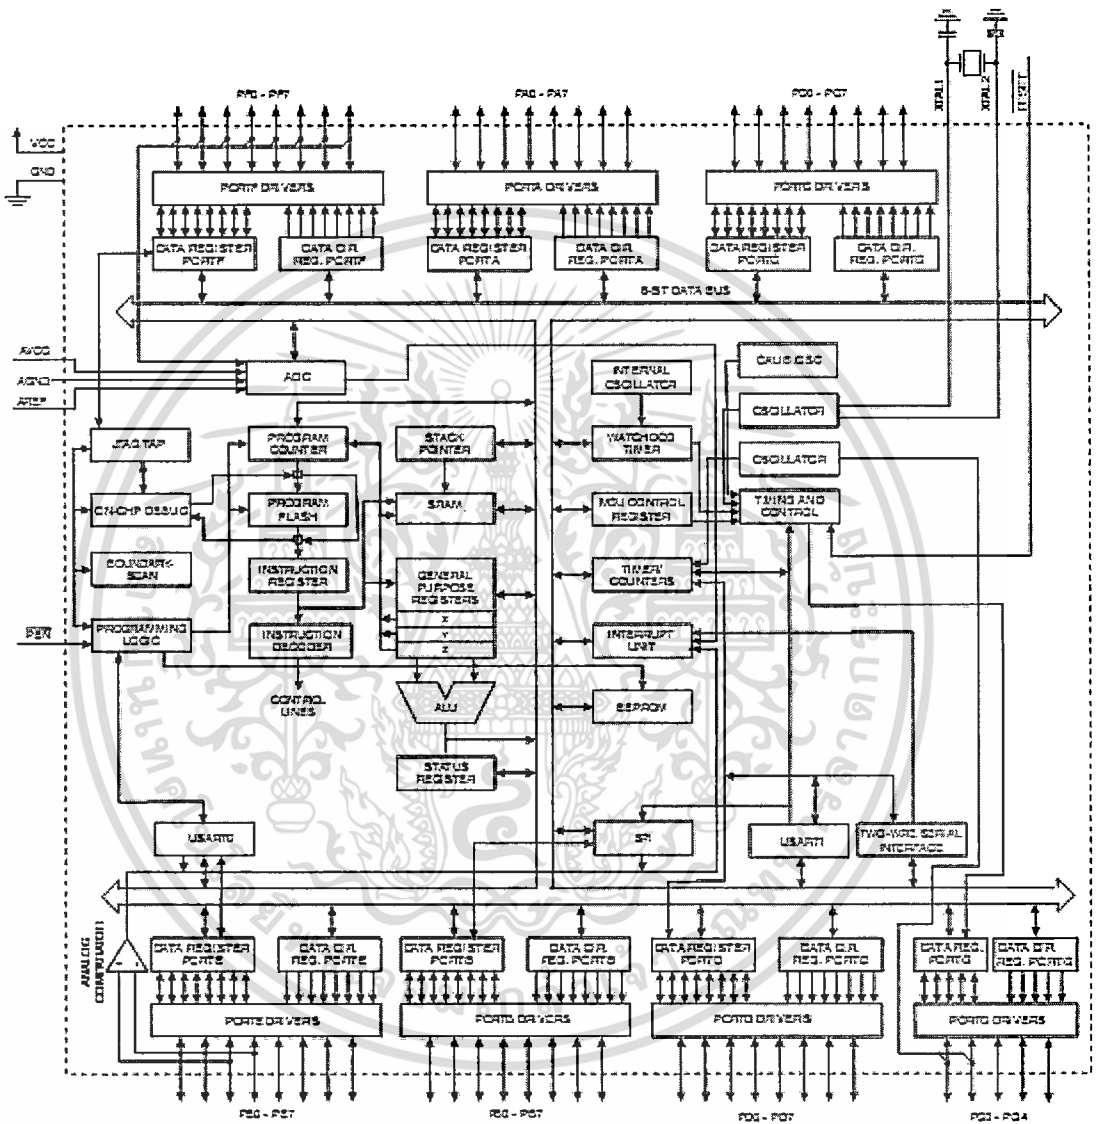 XTAL1
XTAL2
RESET
PF0 - PF7
PA0 - PA7
PC0 - PC7
VCC
GND
PORTF DRIVERS
PORTA DRIVERS
PORTC DRIVERS
DATA REGISTER
PORTF
DATA DIR.
REG. PORTF
DATA REGISTER
PORTA
DATA DIR.
REG. PORTA
DATA REGISTER
PORTC
DATA DIR.
REG. PORTC
8-BIT DATA BUS
AVCC
AGND
AREF
ADC
INTERNAL
OSCILLATOR
CALIB. OSC
OSCILLATOR
OSCILLATOR
JTAG TAP
PROGRAM
COUNTER
STACK
POINTER
WATCHDOG
TIMER
TIMING AND
CONTROL
ON-CHIP DEBUG
PROGRAM
FLASH
SRAM
MCU CONTROL
REGISTER
BOUNDARY-
SCAN
INSTRUCTION
REGISTER
GENERAL
PURPOSE
REGISTERS
X
Y
Z
TIMER/
COUNTERS
PEN
PROGRAMMING
LOGIC
INSTRUCTION
DECODER
INTERRUPT
UNIT
CONTROL
LINES
ALU
EEPROM
STATUS
REGISTER
USART0
SPI
USART1
TWO-WIRE SERIAL
INTERFACE
ANALOG
COMPARATOR
DATA REGISTER
PORTE
DATA DIR.
REG. PORTE
DATA REGISTER
PORTB
DATA DIR.
REG. PORTB
DATA REGISTER
PORTD
DATA DIR.
REG. PORTD
DATA REG.
PORTG
DATA DIR.
REG. PORTG
PORTE DRIVERS
PORTB DRIVERS
PORTD DRIVERS
PORTG DRIVERS
PE0 - PE7
PB0 - PB7
PD0 - PD7
PG0 - PG4